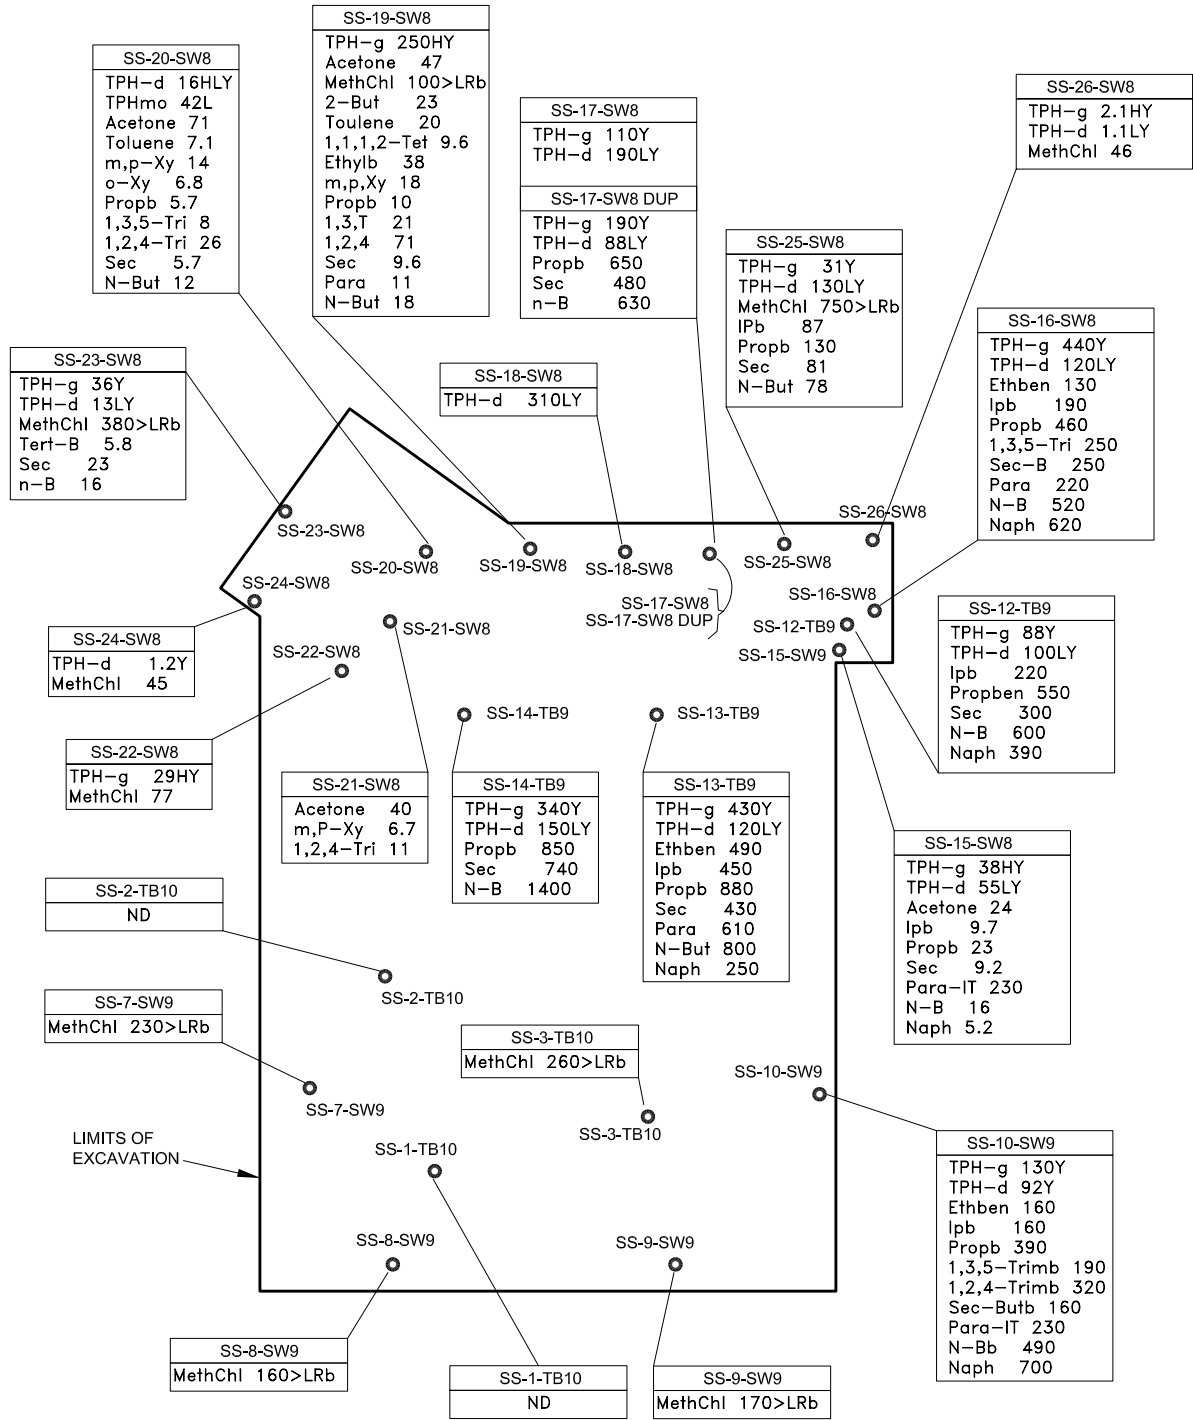 SS-19-SW8
TPH-g 250HY
Acetone 47
MethChl 100>LRb
2-But 23
Toulene 20
1,1,1,2-Tet 9.6
Ethylb 38
m,p,Xy 18
Propb 10
1,3,T 21
1,2,4 71
Sec 9.6
Para 11
N-But 18
SS-20-SW8
TPH-d 16HLY
TPHmo 42L
Acetone 71
Toluene 7.1
m,p-Xy 14
o-Xy 6.8
Propb 5.7
1,3,5-Tri 8
1,2,4-Tri 26
Sec 5.7
N-But 12
SS-17-SW8
TPH-g 110Y
TPH-d 190LY
SS-17-SW8 DUP
TPH-g 190Y
TPH-d 88LY
Propb 650
Sec 480
n-B 630
SS-26-SW8
TPH-g 2.1HY
TPH-d 1.1LY
MethChl 46
SS-25-SW8
TPH-g 31Y
TPH-d 130LY
MethChl 750>LRb
IPb 87
Propb 130
Sec 81
N-But 78
SS-16-SW8
TPH-g 440Y
TPH-d 120LY
Ethben 130
Ipb 190
Propb 460
1,3,5-Tri 250
Sec-B 250
Para 220
N-B 520
Naph 620
SS-23-SW8
TPH-g 36Y
TPH-d 13LY
MethChl 380>LRb
Tert-B 5.8
Sec 23
n-B 16
SS-18-SW8
TPH-d 310LY
SS-23-SW8
SS-20-SW8
SS-19-SW8
SS-18-SW8
SS-25-SW8
SS-26-SW8
SS-24-SW8
SS-21-SW8
SS-17-SW8
SS-17-SW8 DUP
SS-16-SW8
SS-12-TB9
SS-15-SW9
SS-22-SW8
SS-12-TB9
TPH-g 88Y
TPH-d 100LY
Ipb 220
Propben 550
Sec 300
N-B 600
Naph 390
SS-24-SW8
TPH-d 1.2Y
MethChl 45
SS-14-TB9
SS-13-TB9
SS-22-SW8
TPH-g 29HY
MethChl 77
SS-21-SW8
Acetone 40
m,P-Xy 6.7
1,2,4-Tri 11
SS-14-TB9
TPH-g 340Y
TPH-d 150LY
Propb 850
Sec 740
N-B 1400
SS-13-TB9
TPH-g 430Y
TPH-d 120LY
Ethben 490
Ipb 450
Propb 880
Sec 430
Para 610
N-But 800
Naph 250
SS-15-SW8
TPH-g 38HY
TPH-d 55LY
Acetone 24
Ipb 9.7
Propb 23
Sec 9.2
Para-IT 230
N-B 16
Naph 5.2
SS-2-TB10
ND
SS-2-TB10
SS-7-SW9
MethChl 230>LRb
SS-3-TB10
MethChl 260>LRb
SS-10-SW9
SS-7-SW9
SS-3-TB10
LIMITS OF
EXCAVATION
SS-1-TB10
SS-10-SW9
TPH-g 130Y
TPH-d 92Y
Ethben 160
Ipb 160
Propb 390
1,3,5-Trimb 190
1,2,4-Trimb 320
Sec-Butb 160
Para-IT 230
N-Bb 490
Naph 700
SS-8-SW9
SS-9-SW9
SS-8-SW9
MethChl 160>LRb
SS-1-TB10
ND
SS-9-SW9
MethChl 170>LRb